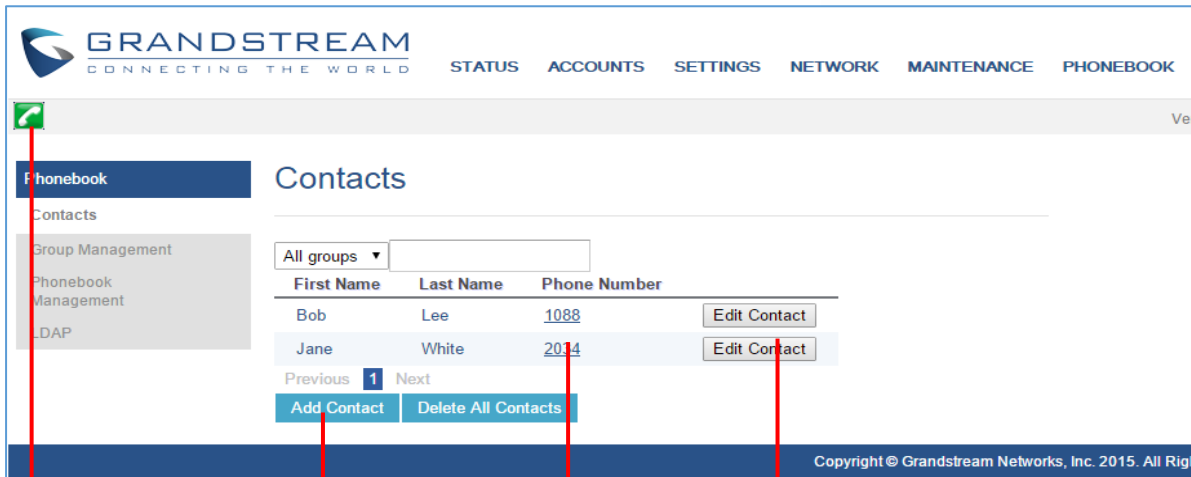 GRANDSTREAM
CONNECTING THE WORLD
STATUS ACCOUNTS SETTINGS NETWORK MAINTENANCE PHONEBOOK
Ve
Phonebook
Contacts
Group Management
Phonebook
Management
LDAP
Contacts
All groups
First Name Last Name Phone Number
Bob Lee 1088 Edit Contact
Jane White 2034 Edit Contact
Previous 1 Next
Add Contact Delete All Contacts
Copyright © Grandstream Networks, Inc. 2015. All Rig